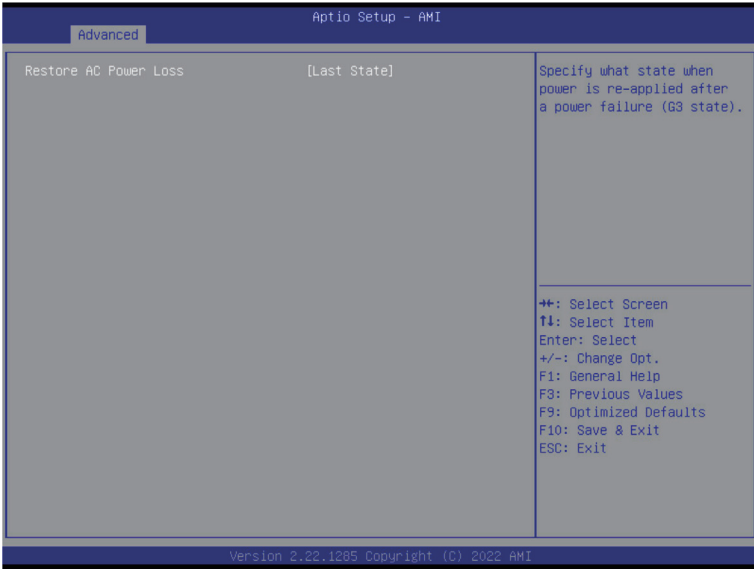 Aptio Setup – AMI
Advanced
Restore AC Power Loss [Last State]
Specify what state when
power is re-applied after
a power failure (G3 state).
→←: Select Screen
↑↓: Select Item
Enter: Select
+/-: Change Opt.
F1: General Help
F3: Previous Values
F9: Optimized Defaults
F10: Save & Exit
ESC: Exit
Version 2.22.1285 Copyright (C) 2022 AMI